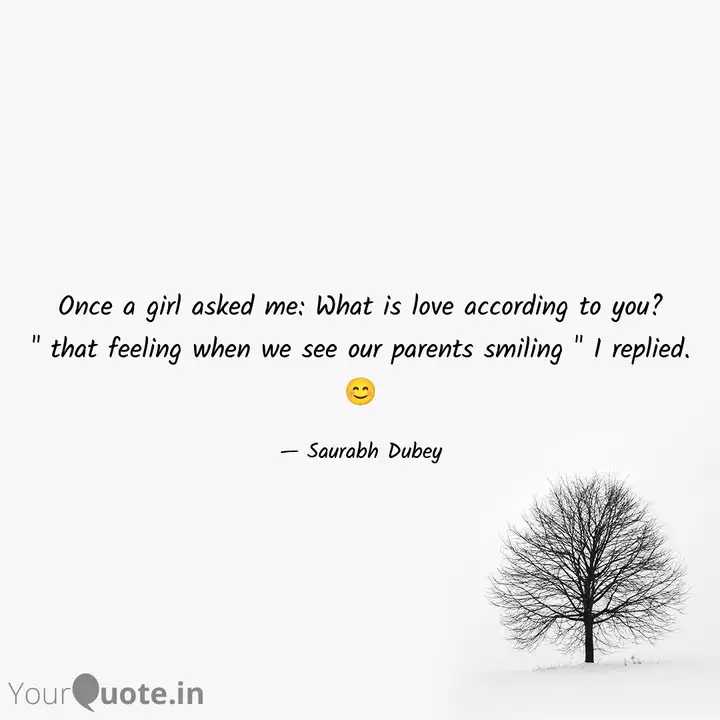 Once a girl asked me: What is love according to you?
" that feeling when we see our parents smiling " I replied.
😊
— Saurabh Dubey
YourQuote.in